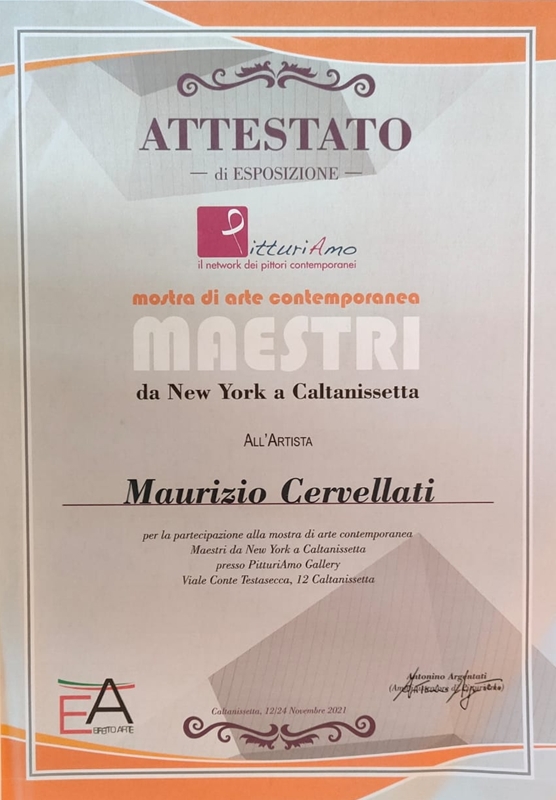 ATTESTATO
— di ESPOSIZIONE —
PitturiAmo
il network dei pittori contemporanei
mostra di arte contemporanea
MAESTRI
da New York a Caltanissetta
All'Artista
Maurizio Cervellati
per la partecipazione alla mostra di arte contemporanea
Maestri da New York a Caltanissetta
presso PitturiAmo Gallery
Viale Conte Testasecca, 12 Caltanissetta
Antonino Argentati
EA
EFFETTO ARTE
Caltanissetta, 12/24 Novembre 2021